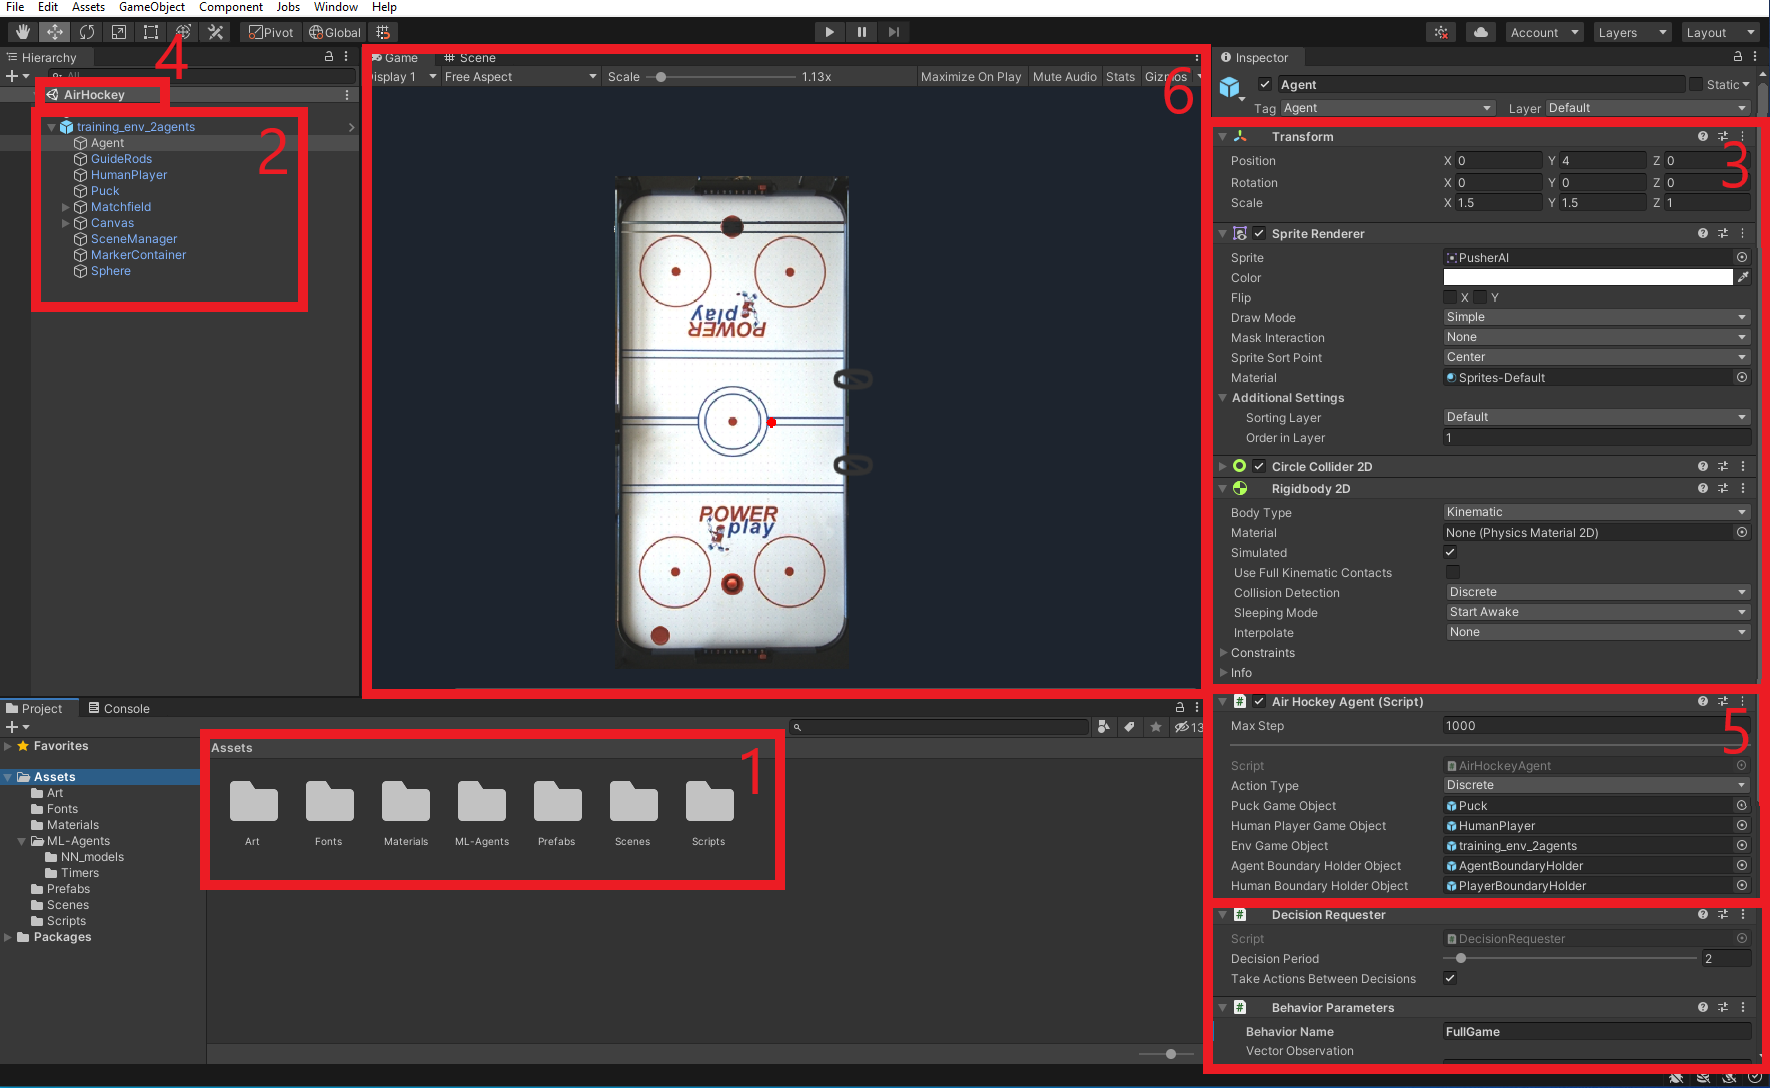 File Edit Assets GameObject Component Jobs Window Help
Pivot Global Account Layers Layout
Hierarchy
All
4
AirHockey
training_env_2agents
Agent
GuideRods
HumanPlayer
Puck
Matchfield
Canvas
SceneManager
MarkerContainer
Sphere
2
Game Scene
isplay 1 Free Aspect Scale 1.13x Maximize On Play Mute Audio Stats Gizmos
6
POWER
play
POWER
play
Inspector
Agent Static
Tag Agent Layer Default
Transform
Position X 0 Y 4 Z 0
Rotation X 0 Y 0 Z 0
Scale X 1.5 Y 1.5 Z 1
3
Sprite Renderer
Sprite PusherAI
Color
Flip X Y
Draw Mode Simple
Mask Interaction None
Sprite Sort Point Center
Material Sprites-Default
Additional Settings
Sorting Layer Default
Order in Layer 1
Circle Collider 2D
Rigidbody 2D
Body Type Kinematic
Material None (Physics Material 2D)
Simulated
Use Full Kinematic Contacts
Collision Detection Discrete
Sleeping Mode Start Awake
Interpolate None
Constraints
Info
Air Hockey Agent (Script)
Max Step 1000
5
Script AirHockeyAgent
Action Type Discrete
Puck Game Object Puck
Human Player Game Object HumanPlayer
Env Game Object training_env_2agents
Agent Boundary Holder Object AgentBoundaryHolder
Human Boundary Holder Object PlayerBoundaryHolder
Decision Requester
Script DecisionRequester
Decision Period 2
Take Actions Between Decisions
Behavior Parameters
Behavior Name FullGame
Vector Observation
Project Console
13
Favorites
Assets
Art
Fonts
Materials
ML-Agents
NN_models
Timers
Prefabs
Scenes
Scripts
Packages
Assets
1
Art Fonts Materials ML-Agents Prefabs Scenes Scripts